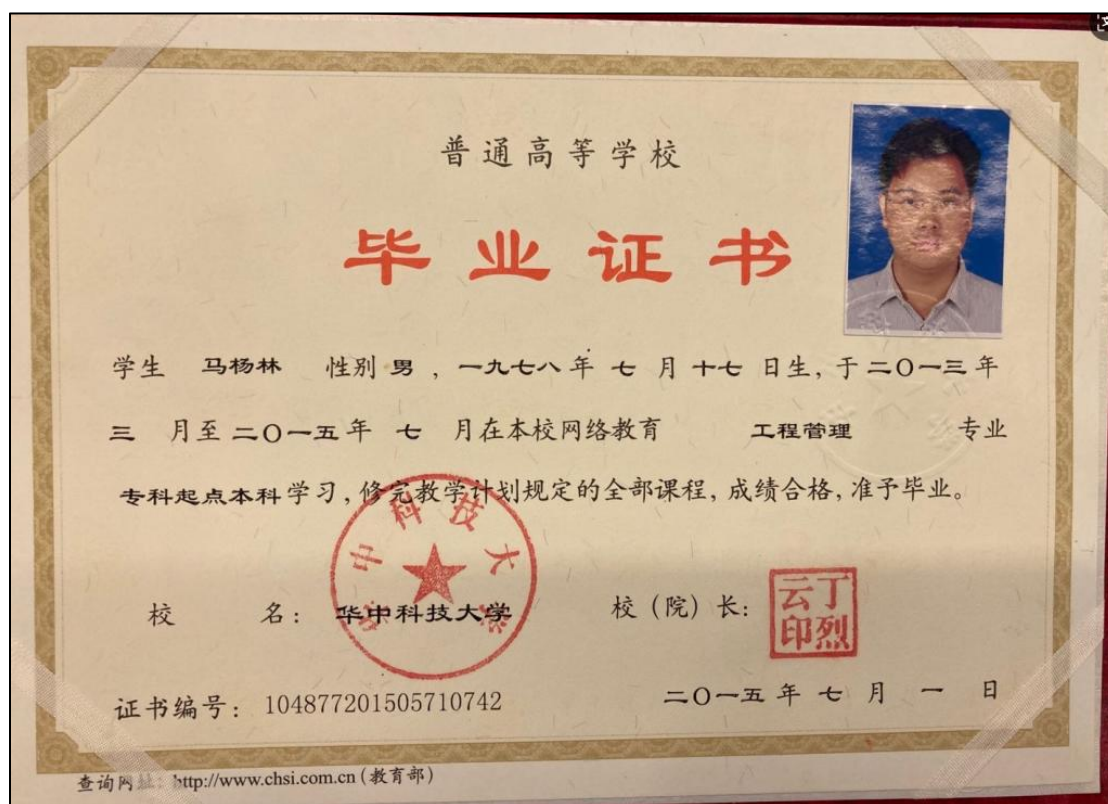 普通高等学校
毕业证书
学生 马杨林 性别 男 ，一九七八年 七 月 十七 日生，于二〇一三年
三 月至二〇一五年 七 月在本校网络教育 工程管理 专业
专科起点本科学习，修完教学计划规定的全部课程，成绩合格，准予毕业。
华中科技大学
校 名：华中科技大学 校（院）长：
丁烈云印
证书编号：104877201505710742 二〇一五年 七 月 一 日
查询网址：http://www.chsi.com.cn（教育部）